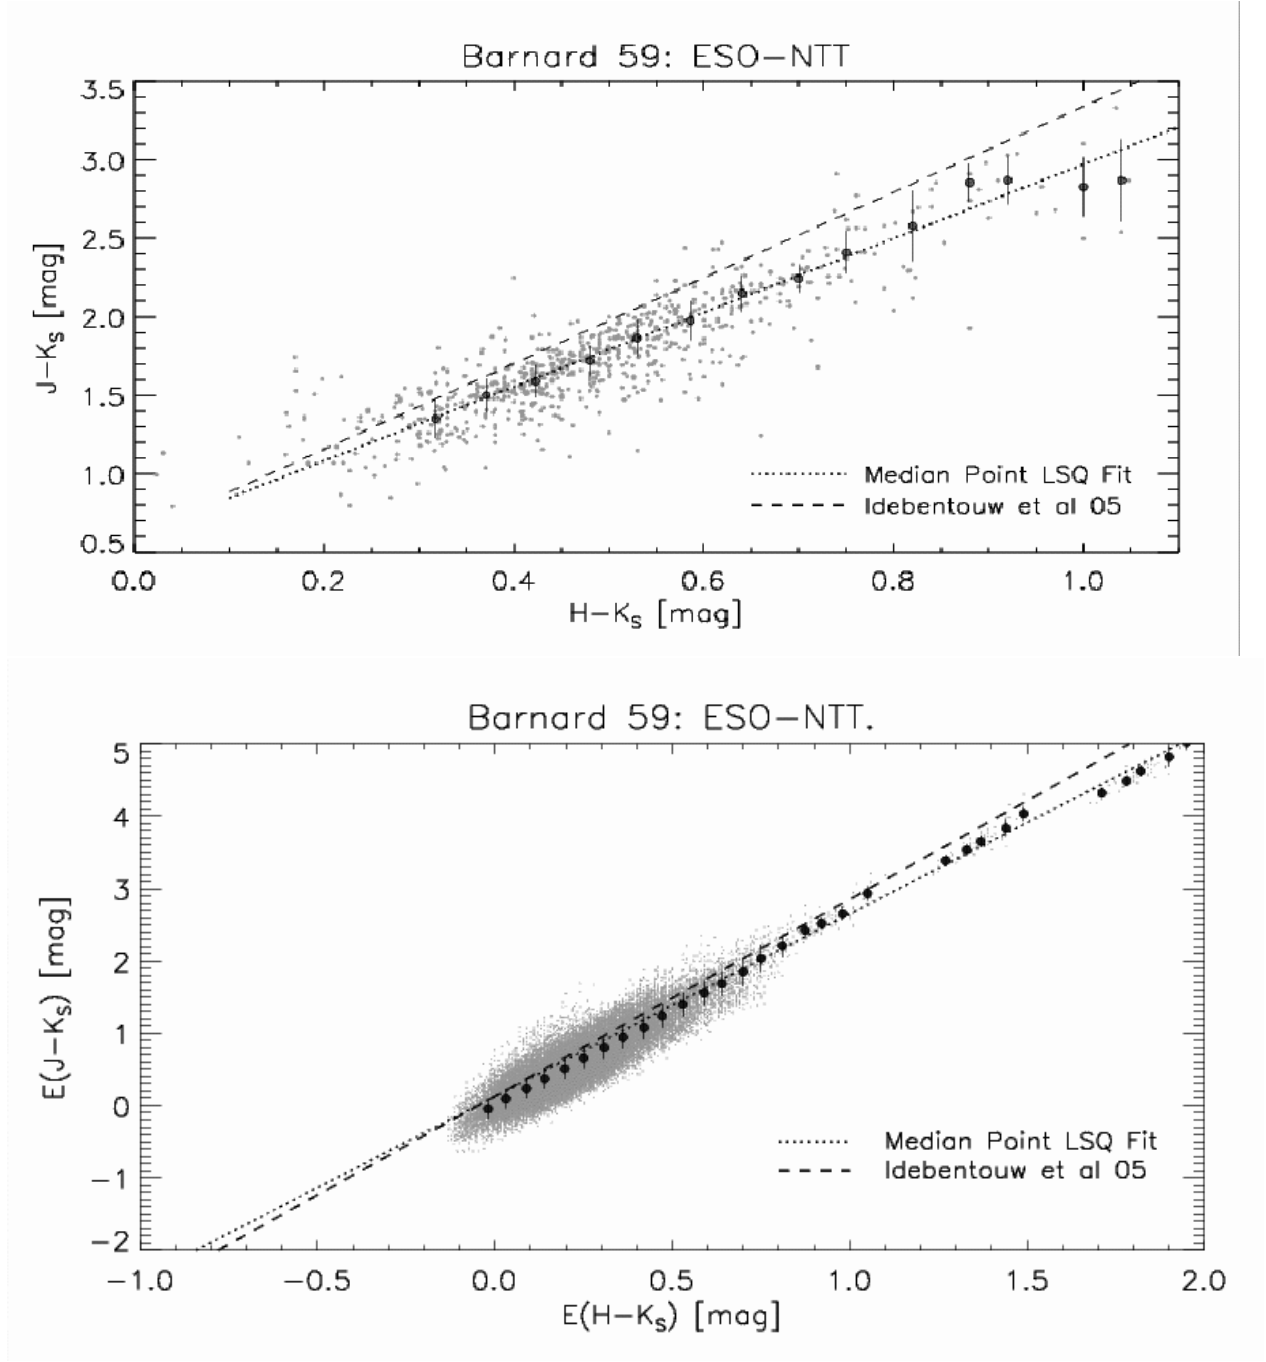 Barnard 59: ESO−NTT
3.5
3.0
2.5
2.0
1.5
1.0
0.5
J−Ks [mag]
Median Point LSQ Fit
Idebentouw et al 05
0.0 0.2 0.4 0.6 0.8 1.0
H−Ks [mag]
Barnard 59: ESO−NTT.
5
4
3
2
1
0
−1
−2
E(J−Ks) [mag]
Median Point LSQ Fit
Idebentouw et al 05
−1.0 −0.5 0.0 0.5 1.0 1.5 2.0
E(H−Ks) [mag]